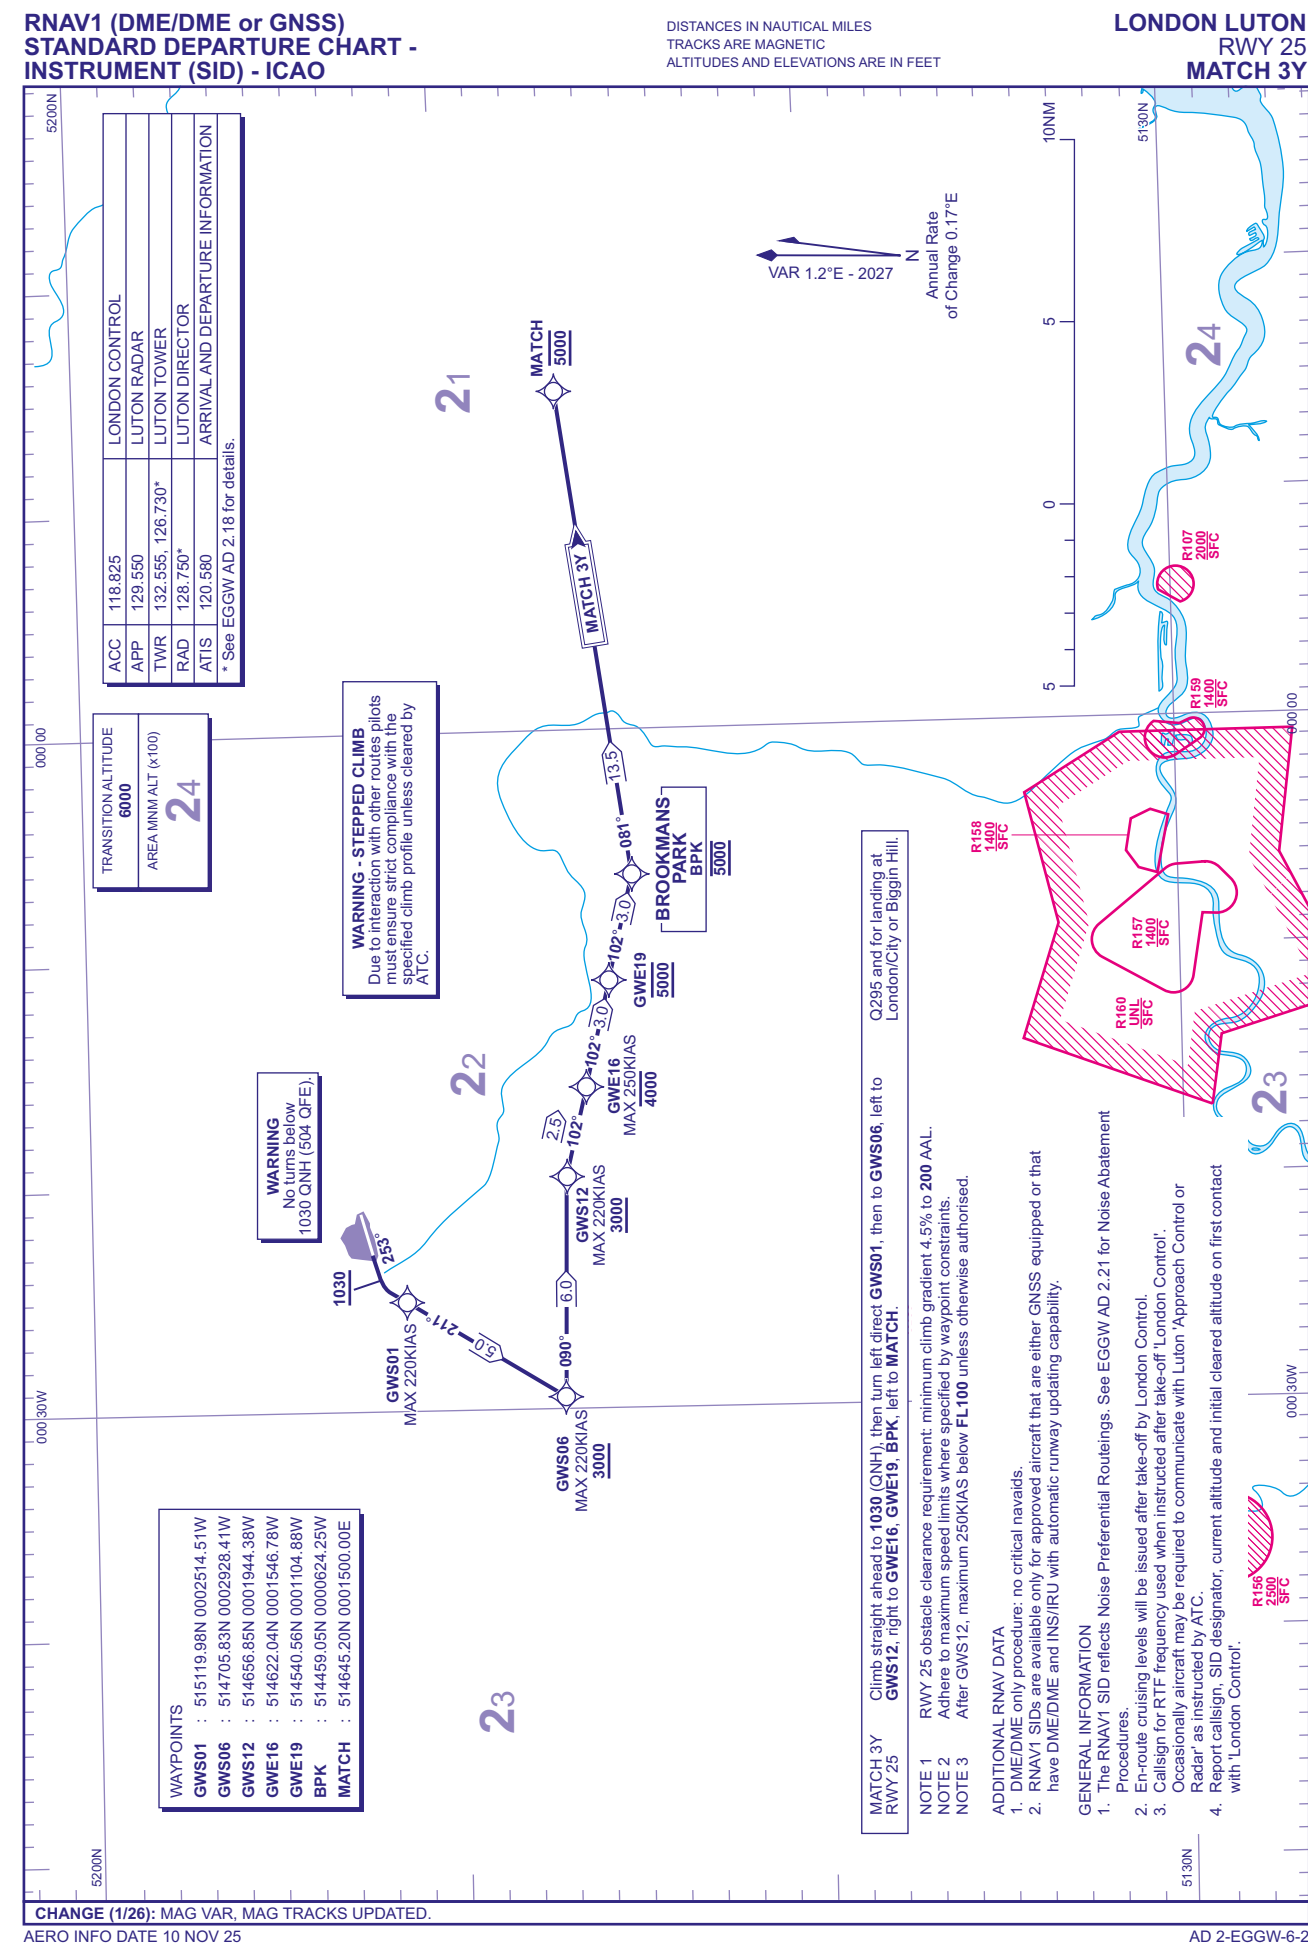 RNAV1 (DME/DME or GNSS)
STANDARD DEPARTURE CHART -
INSTRUMENT (SID) - ICAO
DISTANCES IN NAUTICAL MILES
TRACKS ARE MAGNETIC
ALTITUDES AND ELEVATIONS ARE IN FEET
LONDON LUTON
RWY 25
MATCH 3Y
5200N
5130N
ACC 118.825 LONDON CONTROL
APP 129.550 LUTON RADAR
TWR 132.555, 126.730* LUTON TOWER
RAD 128.750* LUTON DIRECTOR
ATIS 120.580 ARRIVAL AND DEPARTURE INFORMATION
* See EGGW AD 2.18 for details.
TRANSITION ALTITUDE
6000
AREA MNM ALT (x100)
24
WARNING - STEPPED CLIMB
Due to interaction with other routes pilots
must ensure strict compliance with the
specified climb profile unless cleared by
ATC.
WARNING
No turns below
1030 QNH (504 QFE).
VAR 1.2°E - 2027
N
Annual Rate
of Change 0.17°E
10NM
5
0
5
21
22
23
24
23
MATCH
5000
MATCH 3Y
13.5
081°
BROOKMANS
PARK
BPK
5000
3.0
102°
GWE19
5000
3.0
102°
GWE16
MAX 250KIAS
4000
2.5
102°
GWS12
MAX 220KIAS
3000
6.0
090°
GWS06
MAX 220KIAS
3000
5.0
211°
GWS01
MAX 220KIAS
1030
253°
000 00
000 00
000 30W
000 30W
R107
2000
SFC
R159
1400
SFC
R158
1400
SFC
R157
1400
SFC
R160
UNL
SFC
R156
2500
SFC
WAYPOINTS
GWS01 : 515119.98N 0002514.51W
GWS06 : 514705.83N 0002928.41W
GWS12 : 514656.85N 0001944.38W
GWE16 : 514622.04N 0001546.78W
GWE19 : 514540.56N 0001104.88W
BPK : 514459.05N 0000624.25W
MATCH : 514645.20N 0001500.00E
MATCH 3Y Climb straight ahead to 1030 (QNH), then turn left direct GWS01, then to GWS06, left to Q295 and for landing at
RWY 25 GWS12, right to GWE16, GWE19, BPK, left to MATCH. London/City or Biggin Hill.
NOTE 1 RWY 25 obstacle clearance requirement: minimum climb gradient 4.5% to 200 AAL.
NOTE 2 Adhere to maximum speed limits where specified by waypoint constraints.
NOTE 3 After GWS12, maximum 250KIAS below FL100 unless otherwise authorised.
ADDITIONAL RNAV DATA
1. DME/DME only procedure: no critical navaids.
2. RNAV1 SIDs are available only for approved aircraft that are either GNSS equipped or that
have DME/DME and INS/IRU with automatic runway updating capability.
GENERAL INFORMATION
1. The RNAV1 SID reflects Noise Preferential Routeings. See EGGW AD 2.21 for Noise Abatement
Procedures.
2. En-route cruising levels will be issued after take-off by London Control.
3. Callsign for RTF frequency used when instructed after take-off 'London Control'.
Occasionally aircraft may be required to communicate with Luton 'Approach Control or
Radar' as instructed by ATC.
4. Report callsign, SID designator, current altitude and initial cleared altitude on first contact
with 'London Control'.
5200N
5130N
CHANGE (1/26): MAG VAR, MAG TRACKS UPDATED.
AERO INFO DATE 10 NOV 25
AD 2-EGGW-6-2